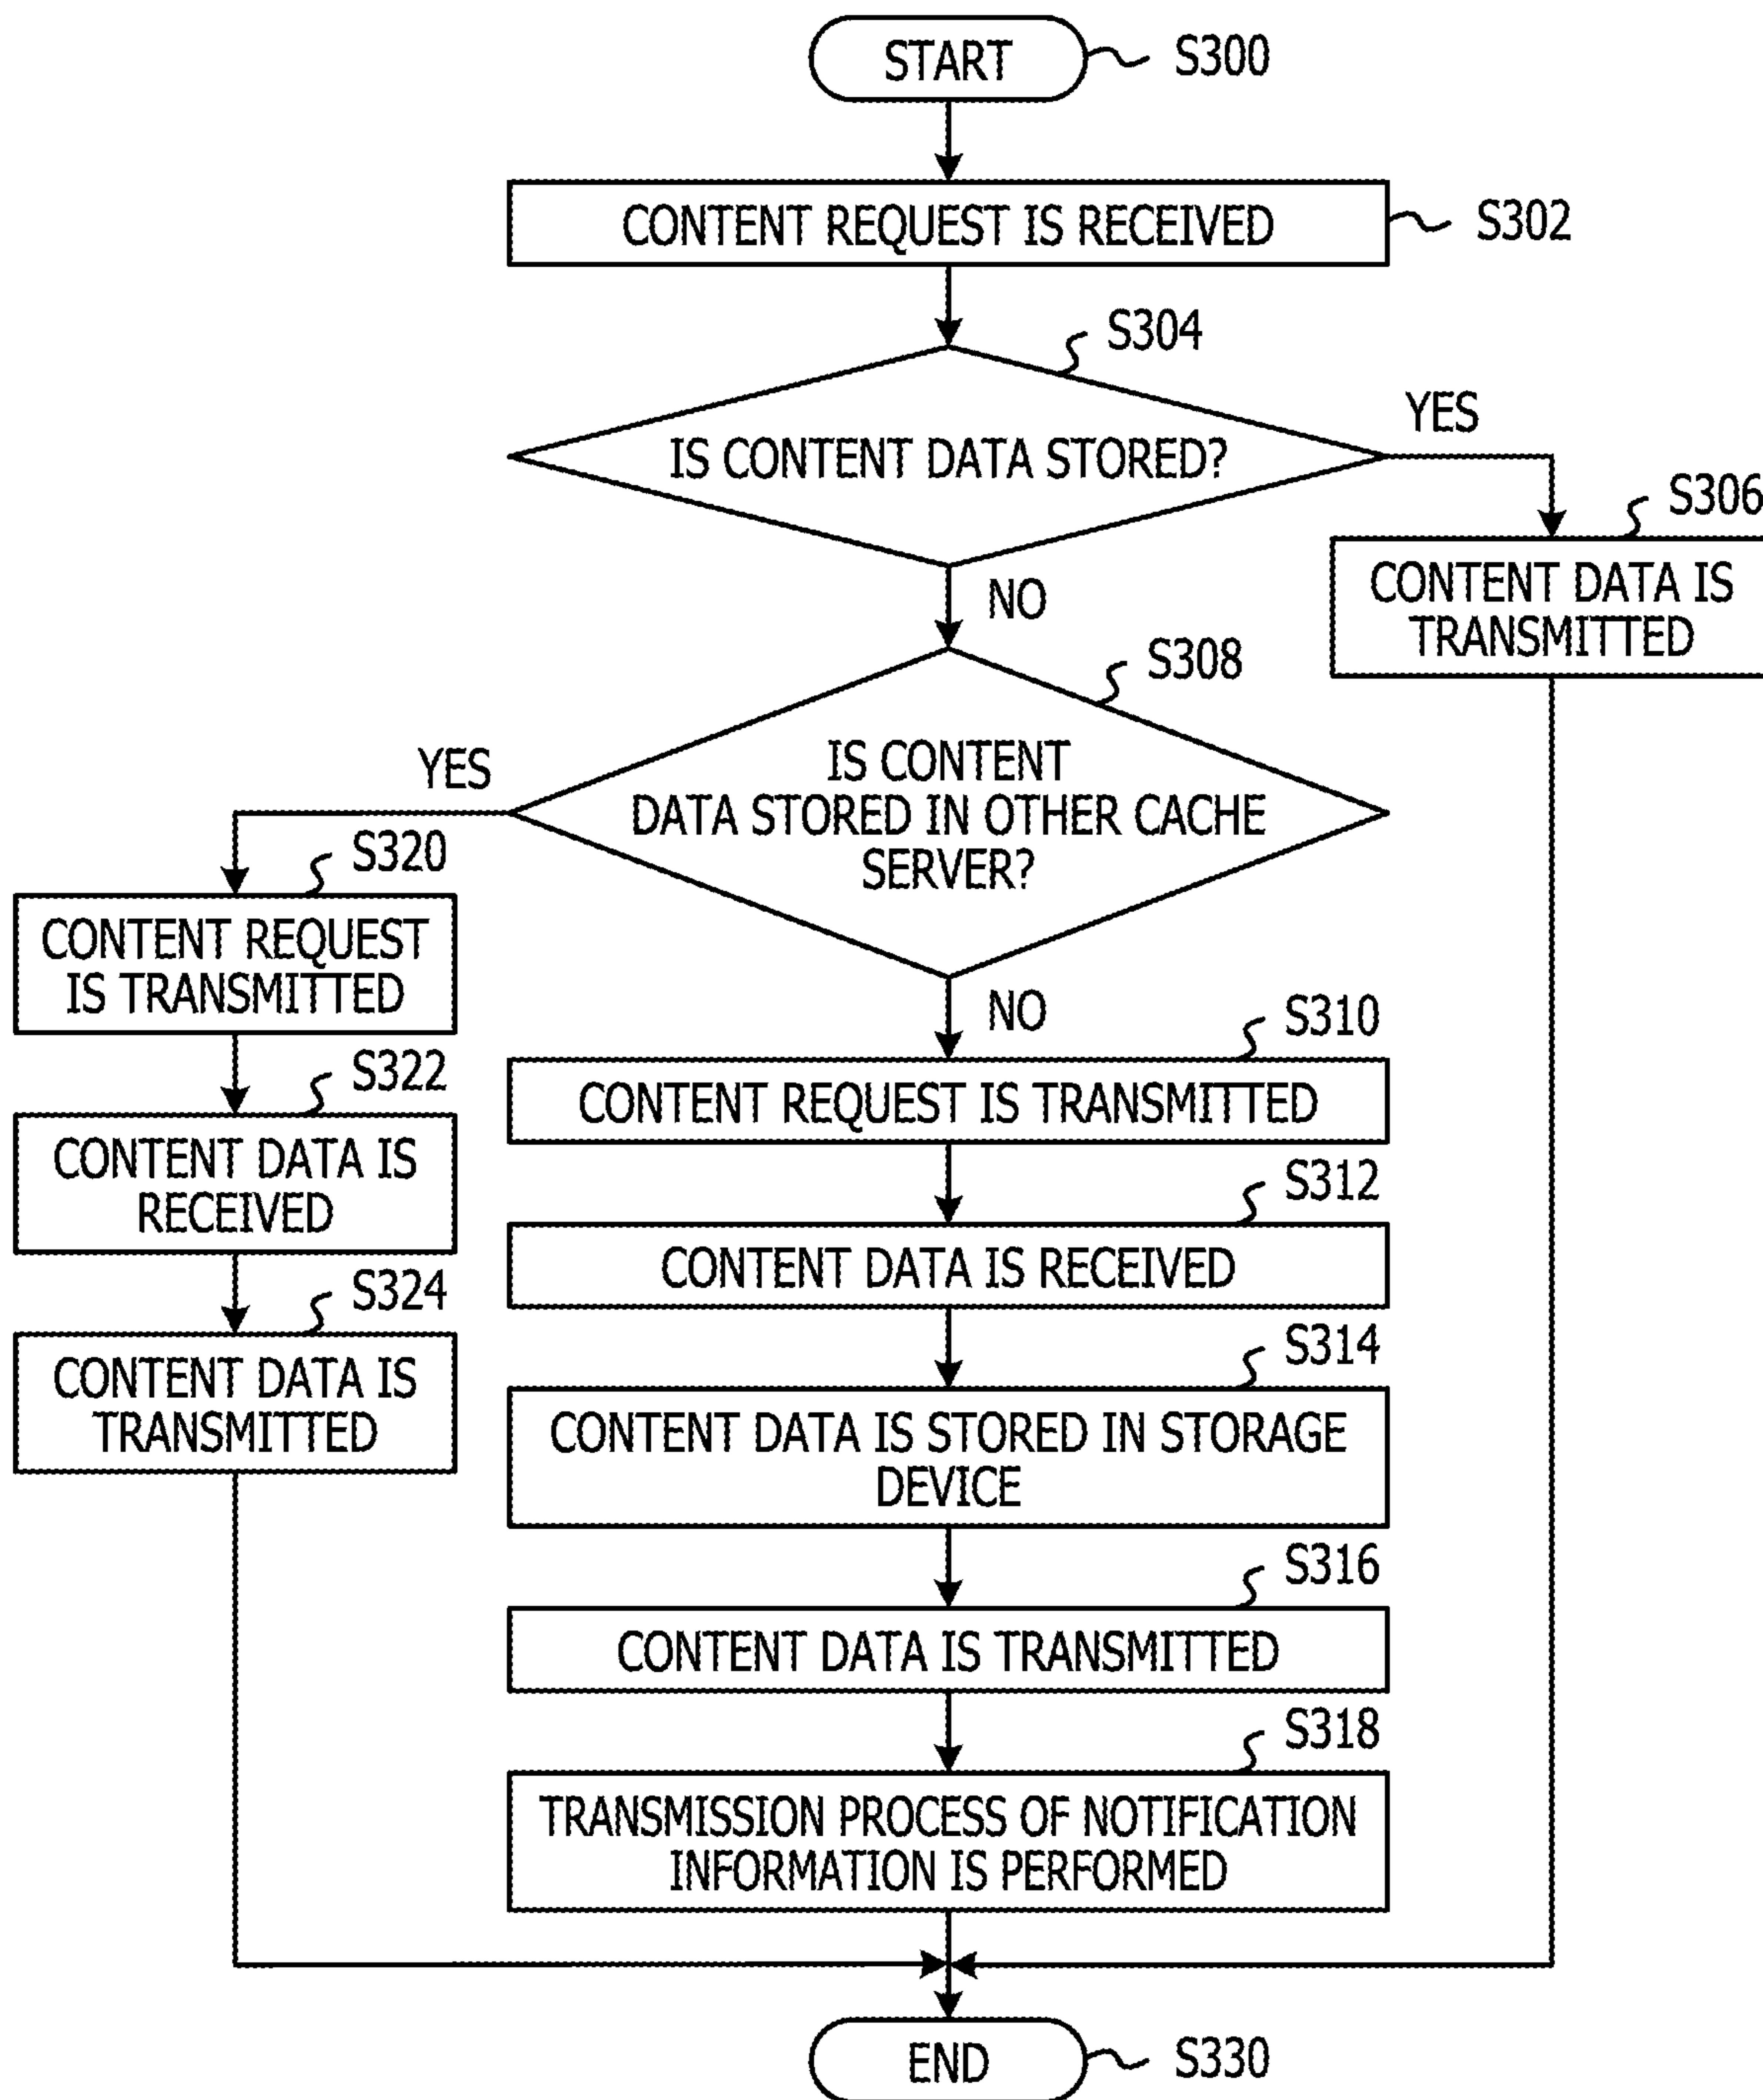 START
S300
CONTENT REQUEST IS RECEIVED
S302
S304
IS CONTENT DATA STORED?
YES
S306
CONTENT DATA IS
TRANSMITTED
NO
S308
IS CONTENT
DATA STORED IN OTHER CACHE
SERVER?
YES
S320
CONTENT REQUEST
IS TRANSMITTED
S322
CONTENT DATA IS
RECEIVED
S324
CONTENT DATA IS
TRANSMITTED
NO
S310
CONTENT REQUEST IS TRANSMITTED
S312
CONTENT DATA IS RECEIVED
S314
CONTENT DATA IS STORED IN STORAGE
DEVICE
S316
CONTENT DATA IS TRANSMITTED
S318
TRANSMISSION PROCESS OF NOTIFICATION
INFORMATION IS PERFORMED
END
S330